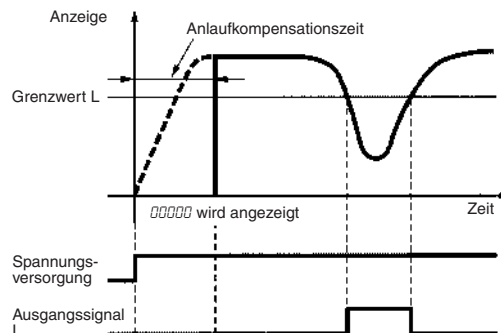 Anzeige
Anlaufkompensationszeit
Grenzwert L
00000 wird angezeigt
Zeit
Spannungs-
versorgung
Ausgangssignal
L